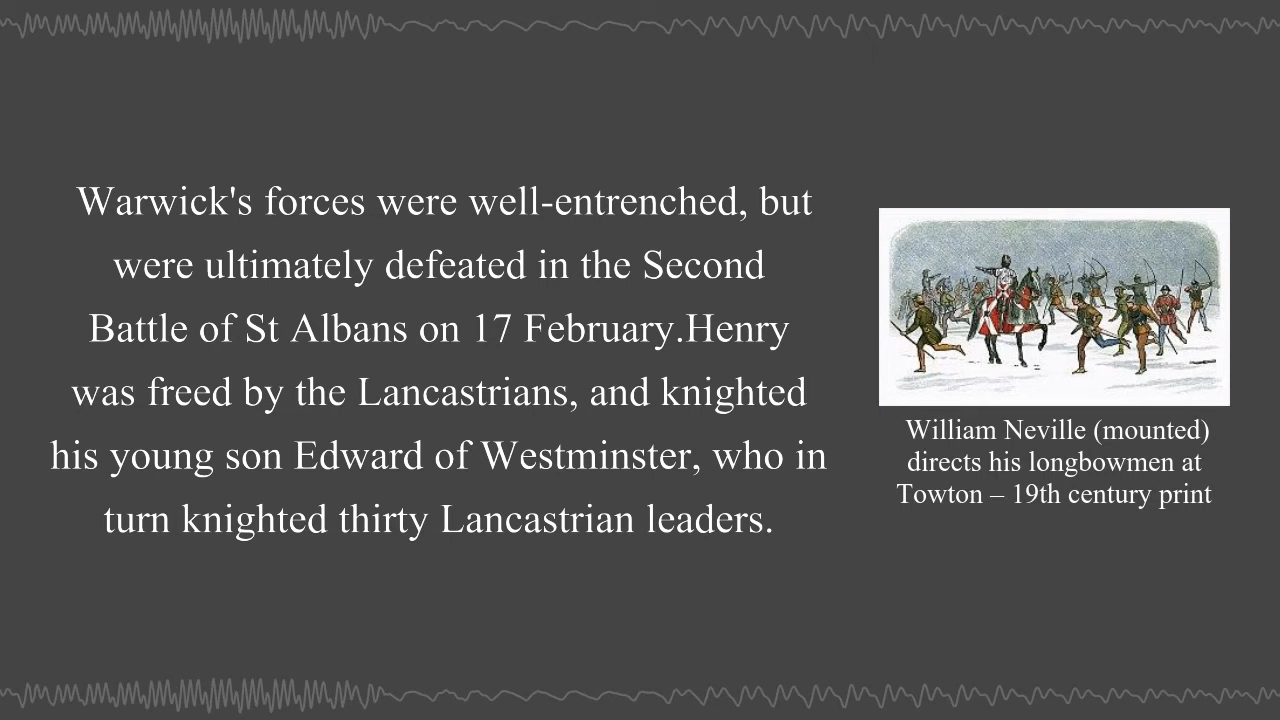 Warwick's forces were well-entrenched, but
were ultimately defeated in the Second
Battle of St Albans on 17 February.Henry
was freed by the Lancastrians, and knighted
his young son Edward of Westminster, who in
turn knighted thirty Lancastrian leaders.
William Neville (mounted)
directs his longbowmen at
Towton – 19th century print